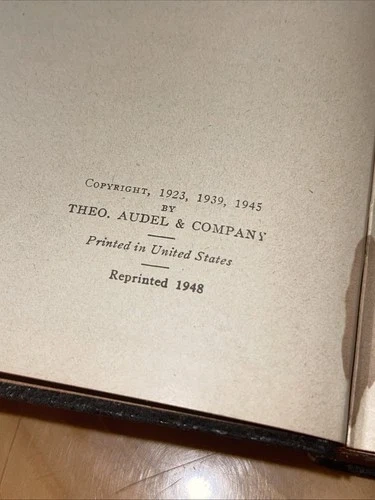 COPYRIGHT, 1923, 1939, 1945
BY
THEO. AUDEL & COMPANY
Printed in United States
Reprinted 1948